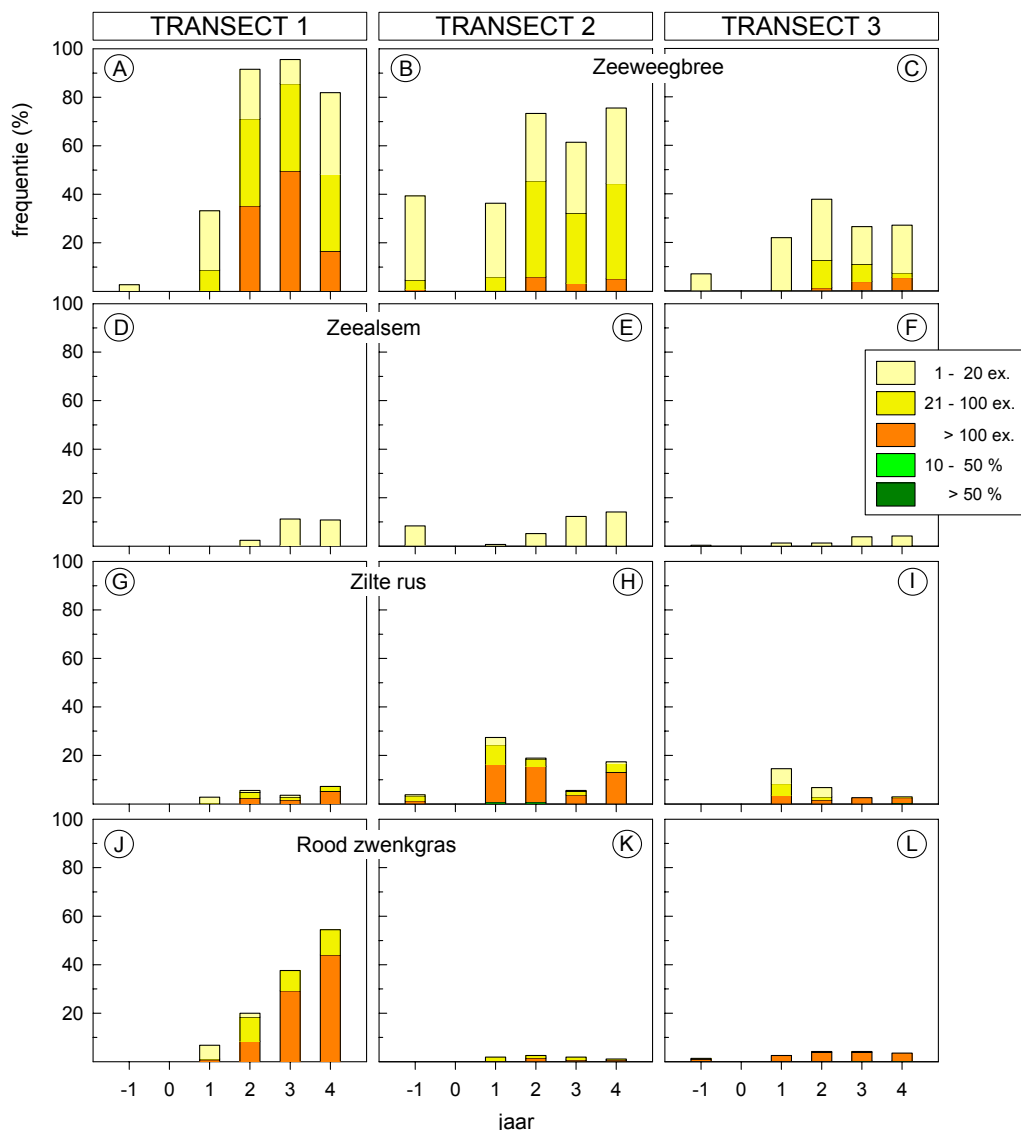 TRANSECT 1 TRANSECT 2 TRANSECT 3
frequentie (%)
100
80
60
40
20
A B C
Zeeweegbree
100
80
60
40
20
D E F
Zeealsem
1 - 20 ex.
21 - 100 ex.
> 100 ex.
10 - 50 %
> 50 %
100
80
60
40
20
G H I
Zilte rus
100
80
60
40
20
J K L
Rood zwenkgras
-1 0 1 2 3 4 -1 0 1 2 3 4 -1 0 1 2 3 4
jaar